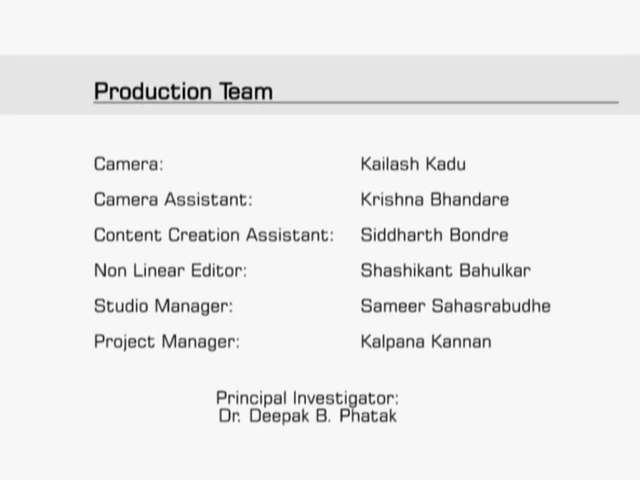 Production Team
Camera: Kailash Kadu
Camera Assistant: Krishna Bhandare
Content Creation Assistant: Siddharth Bondre
Non Linear Editor: Shashikant Bahulkar
Studio Manager: Sameer Sahasrabudhe
Project Manager: Kalpana Kannan
Principal Investigator:
Dr. Deepak B. Phatak